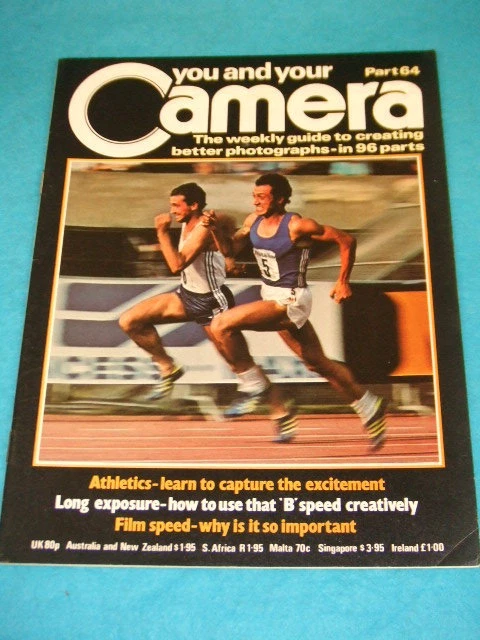 you and your
Part 64
Camera
The weekly guide to creating
better photographs-in 96 parts
5
Athletics-learn to capture the excitement
Long exposure-how to use that 'B' speed creatively
Film speed-why is it so important
UK 80p Australia and New Zealand $1·95 S. Africa R1·95 Malta 70c Singapore $3·95 Ireland £1·00